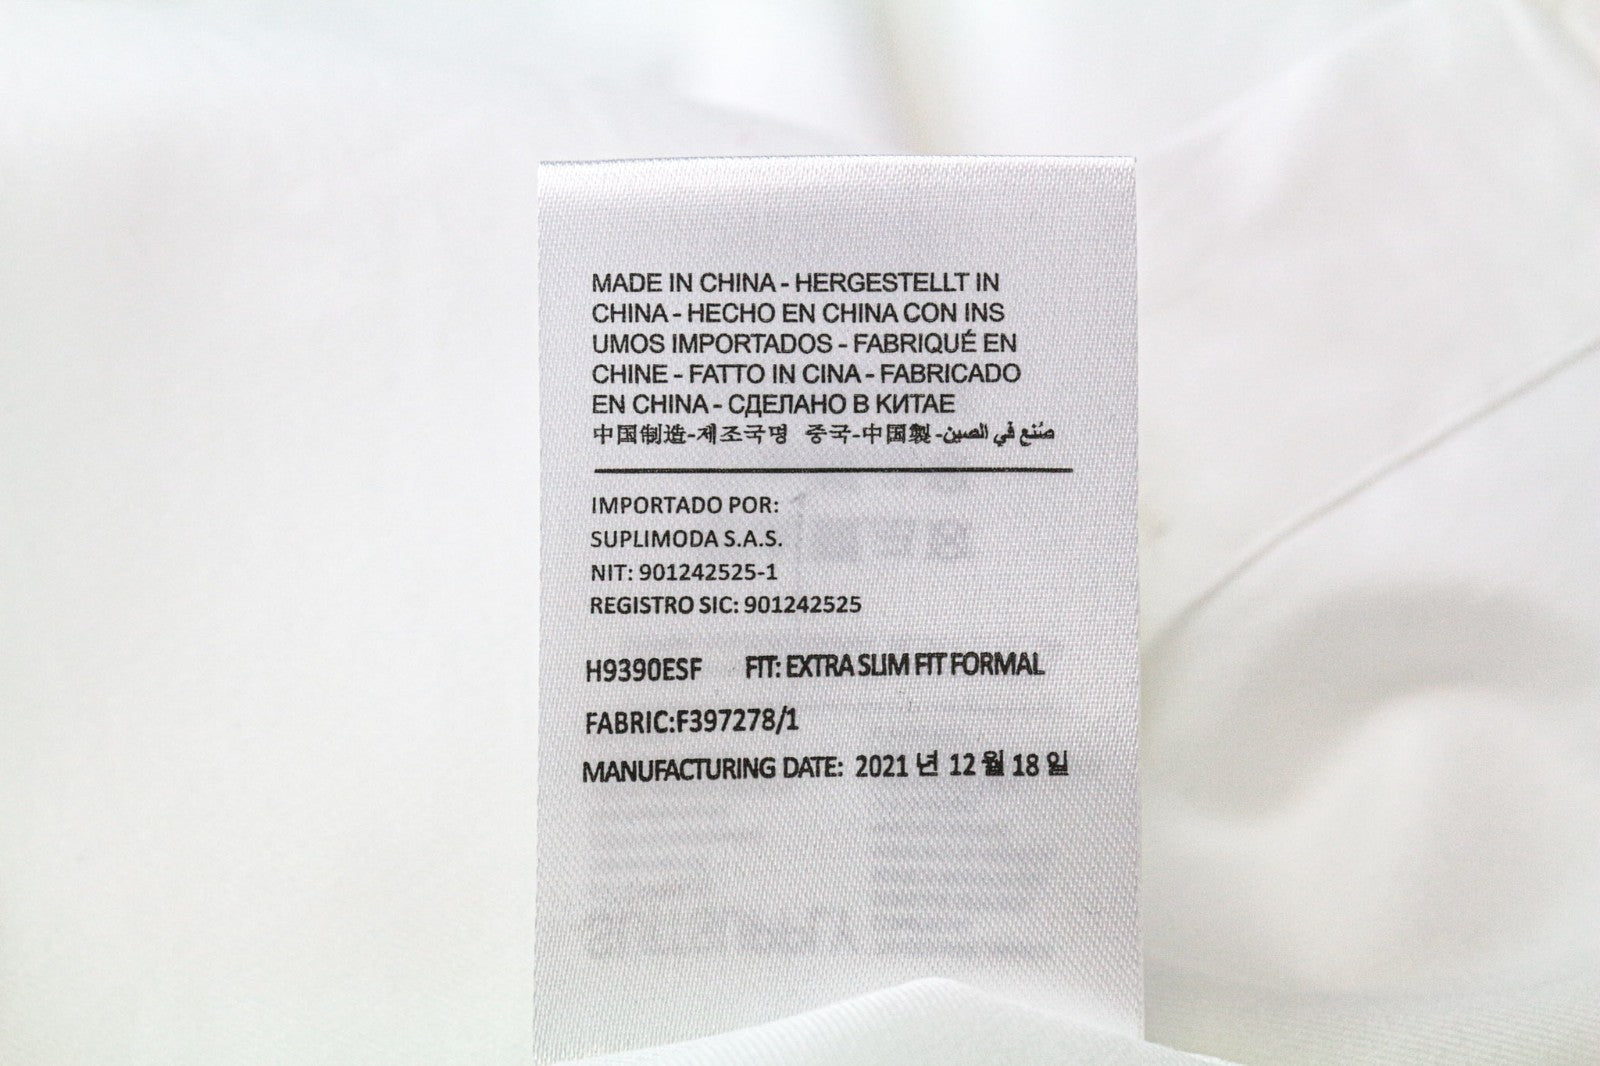 MADE IN CHINA - HERGESTELLT IN
CHINA - HECHO EN CHINA CON INS
UMOS IMPORTADOS - FABRIQUÉ EN
CHINE - FATTO IN CINA - FABRICADO
EN CHINA - СДЕЛАНО В КИТАЕ
中国制造-제조국명 중국-中国製-صُنع في الصين
IMPORTADO POR:
SUPLIMODA S.A.S.
NIT: 901242525-1
REGISTRO SIC: 901242525
H9390ESF FIT: EXTRA SLIM FIT FORMAL
FABRIC:F397278/1
MANUFACTURING DATE: 2021 년 12 월 18 일